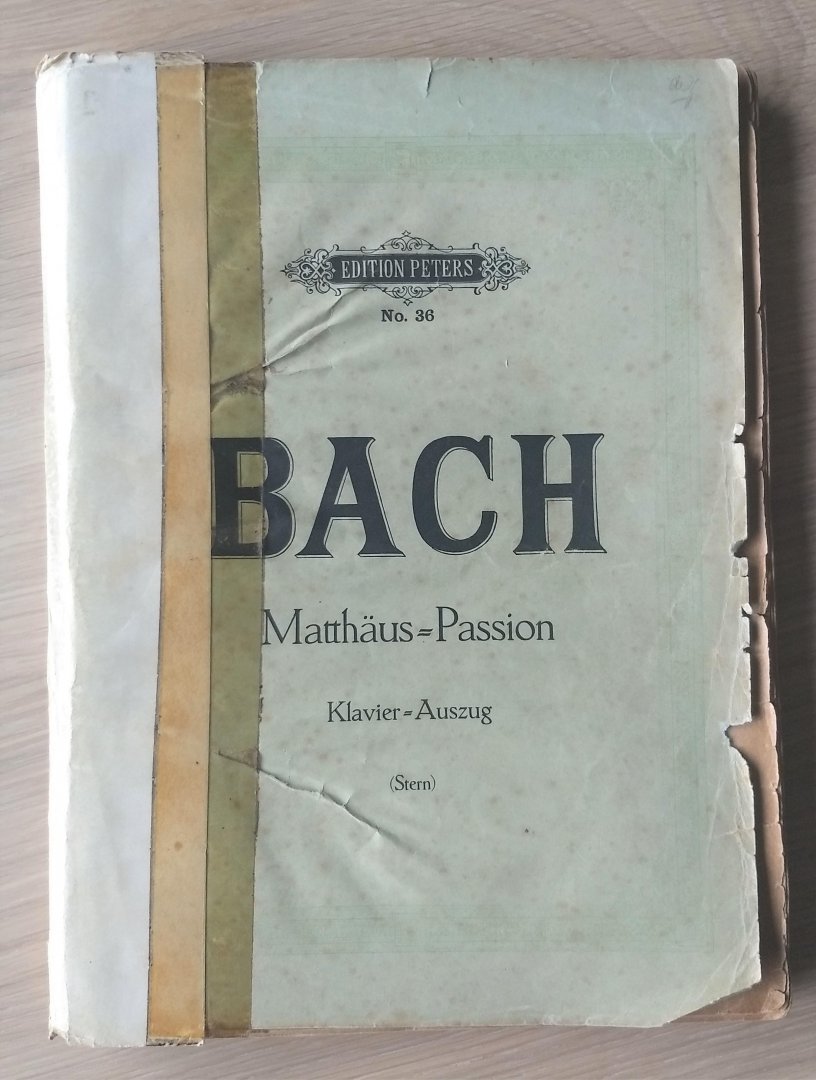 EDITION PETERS
No. 36
BACH
Matthäus=Passion
Klavier=Auszug
(Stern)